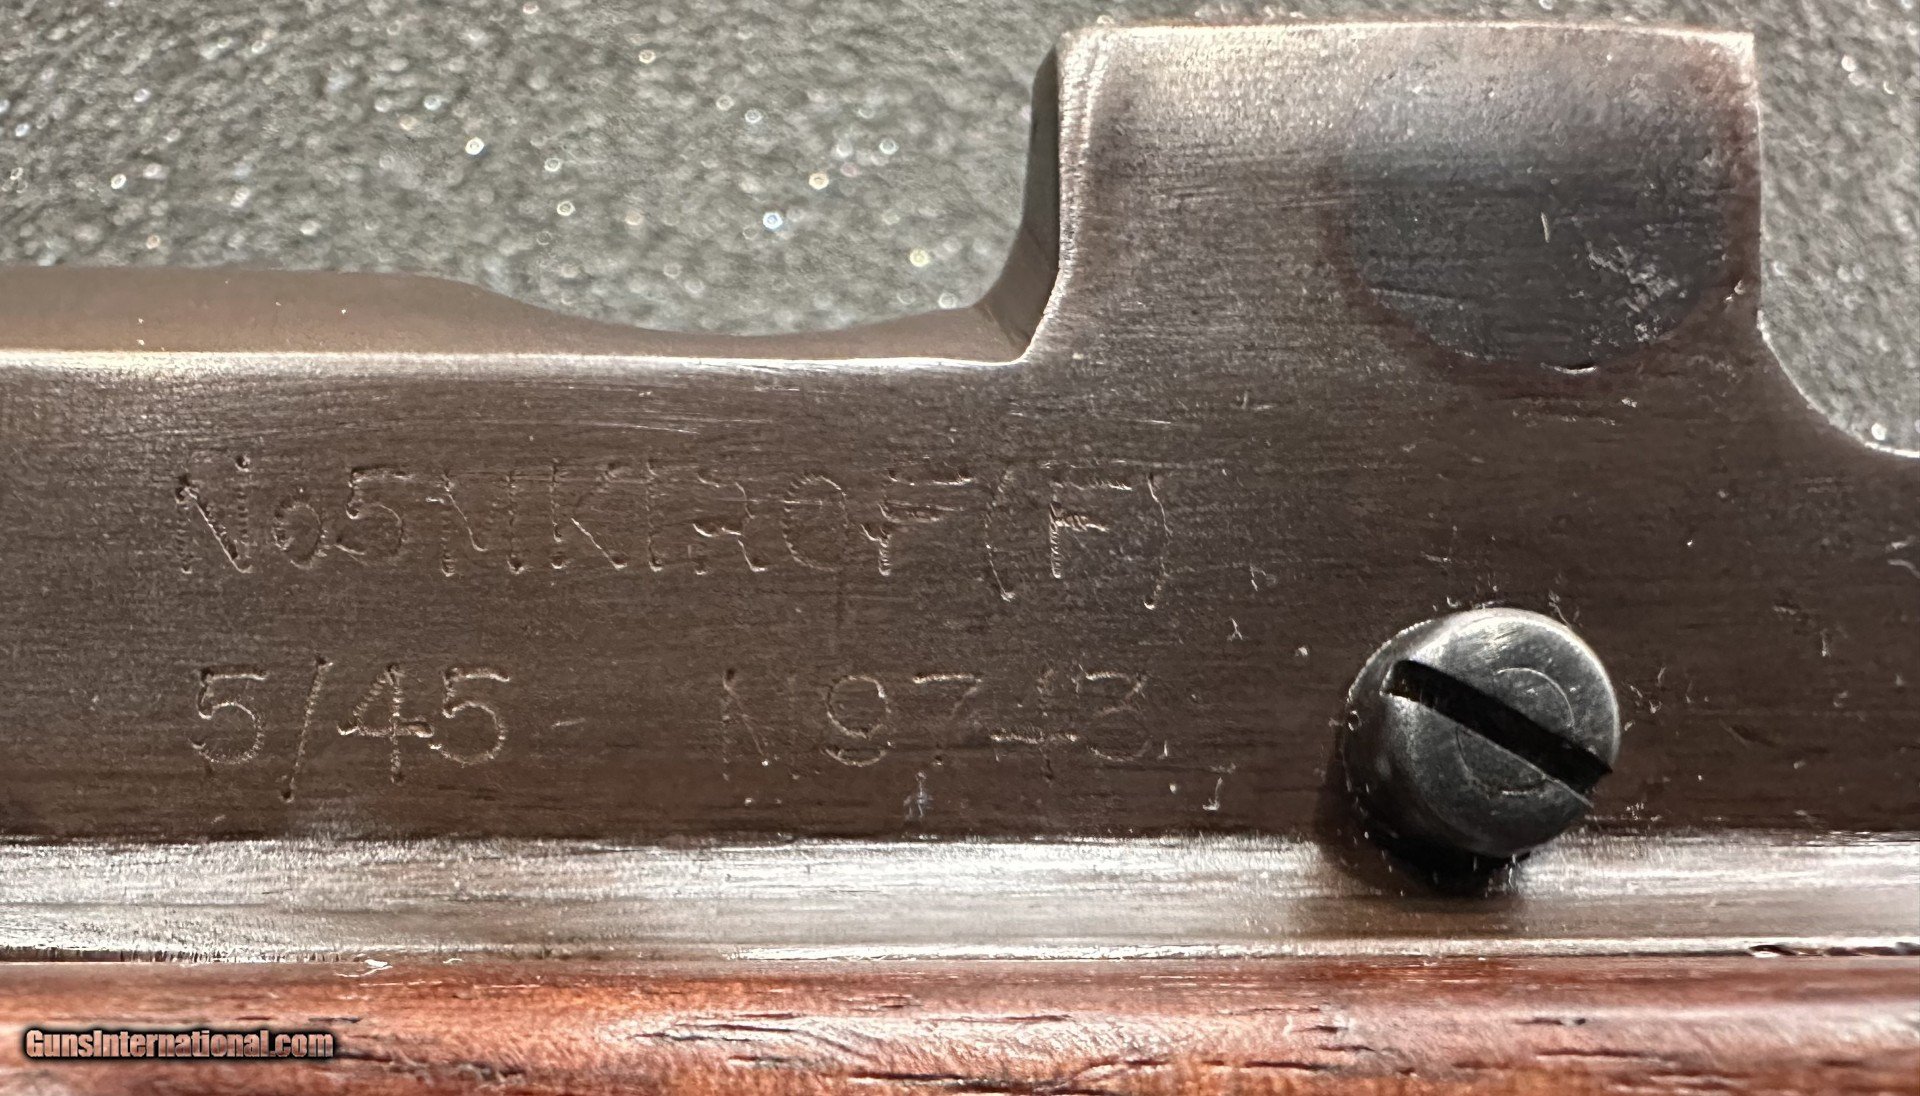 No5MKIROF(F)
5/45 N9743
GunsInternational.com